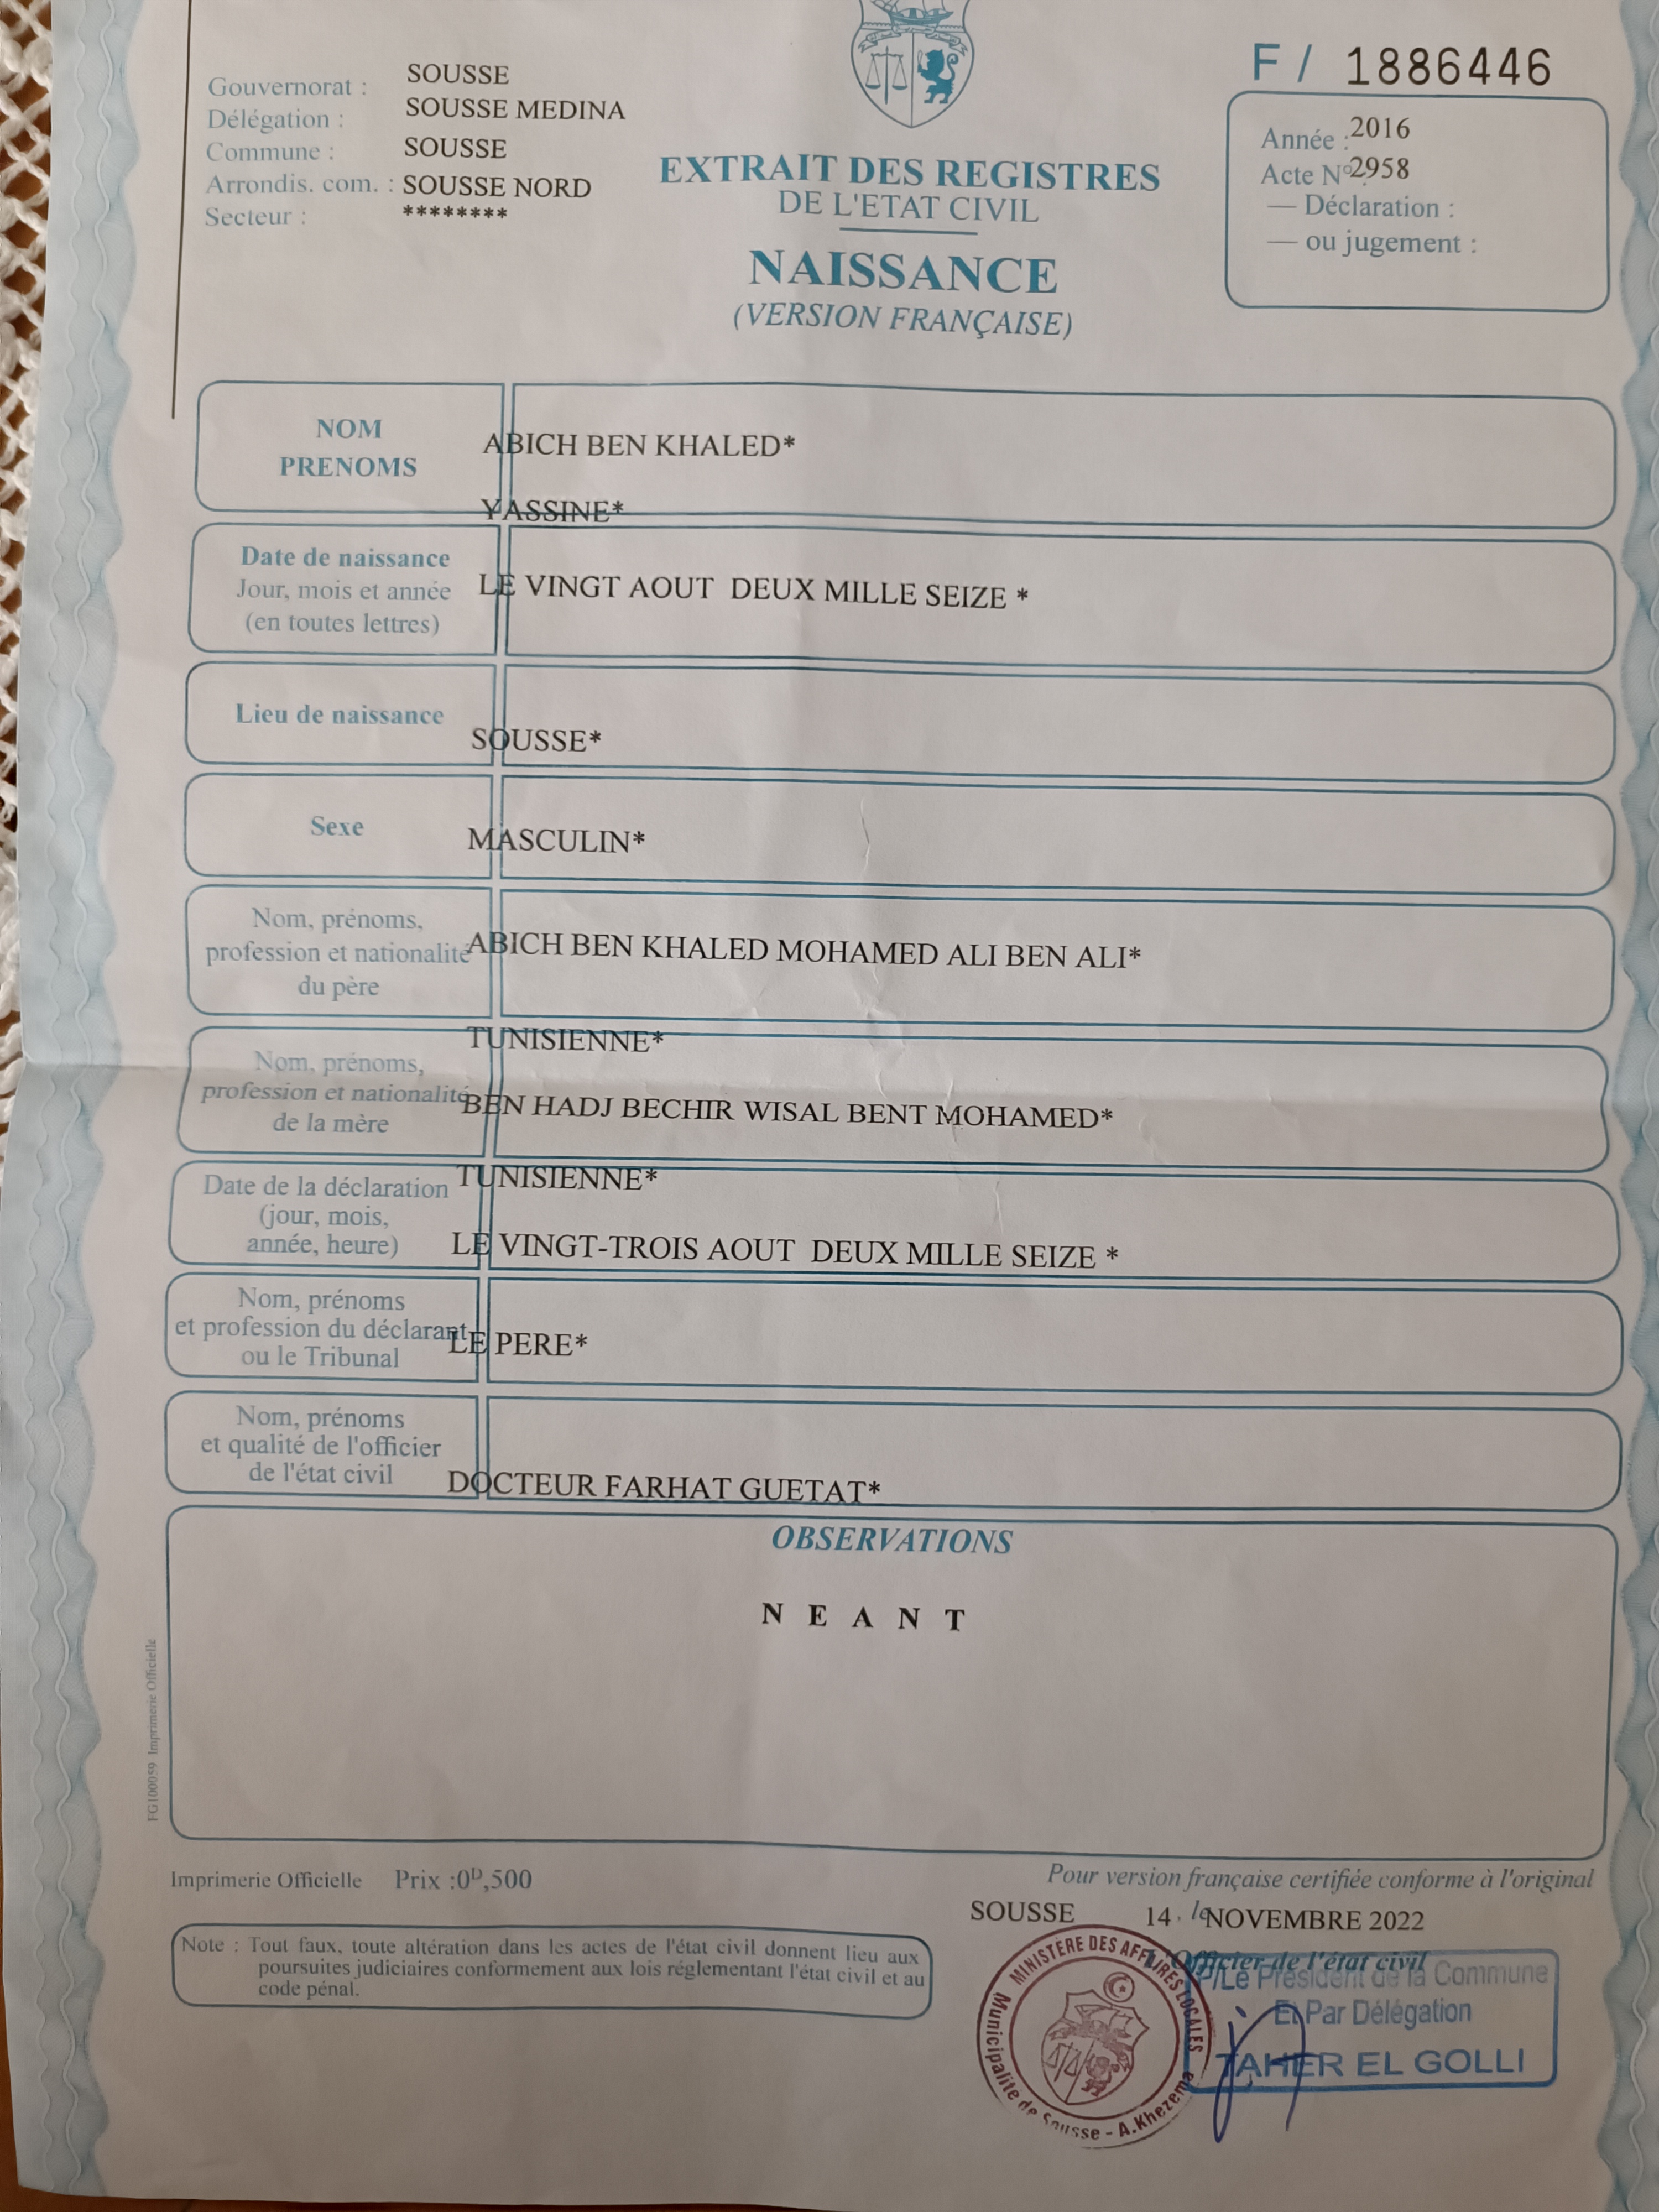 F / 1886446
Gouvernorat : SOUSSE
Délégation : SOUSSE MEDINA
Commune : SOUSSE
Arrondis. com. : SOUSSE NORD
Secteur : ********
EXTRAIT DES REGISTRES
DE L'ETAT CIVIL
NAISSANCE
(VERSION FRANÇAISE)
Année : 2016
Acte N° 2958
— Déclaration :
— ou jugement :
NOM
PRENOMS
ABICH BEN KHALED*
YASSINE*
Date de naissance
Jour, mois et année
(en toutes lettres)
LE VINGT AOUT DEUX MILLE SEIZE *
Lieu de naissance
SOUSSE*
Sexe
MASCULIN*
Nom, prénoms,
profession et nationalité
du père
ABICH BEN KHALED MOHAMED ALI BEN ALI*
TUNISIENNE*
Nom, prénoms,
profession et nationalité
de la mère
BEN HADJ BECHIR WISAL BENT MOHAMED*
TUNISIENNE*
Date de la déclaration
(jour, mois,
année, heure)
LE VINGT-TROIS AOUT DEUX MILLE SEIZE *
Nom, prénoms
et profession du déclarant
ou le Tribunal
LE PERE*
Nom, prénoms
et qualité de l'officier
de l'état civil
DOCTEUR FARHAT GUETAT*
OBSERVATIONS
N E A N T
FG100059 Imprimerie Officielle
Imprimerie Officielle Prix :0D,500
Pour version française certifiée conforme à l'original
SOUSSE 14 , le NOVEMBRE 2022
L'Officier de l'état civil
Note : Tout faux, toute altération dans les actes de l'état civil donnent lieu aux
poursuites judiciaires conformement aux lois réglementant l'état civil et au
code pénal.
MINISTÈRE DES AFFAIRES LOCALES
Municipalité de Sousse - A.Khezema
P/Le Président de la Commune
Et Par Délégation
TAHER EL GOLLI